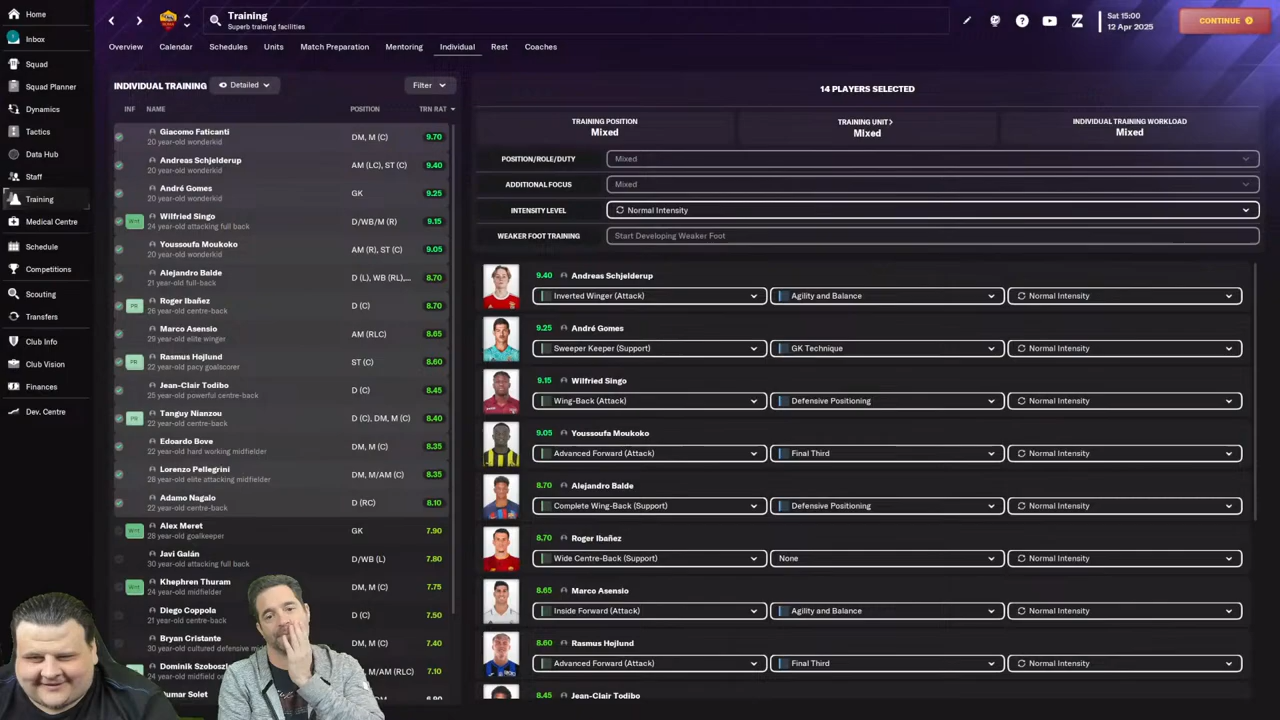 Home
Inbox
Squad
Squad Planner
Dynamics
Tactics
Data Hub
Staff
Training
Medical Centre
Schedule
Competitions
Scouting
Transfers
Club Info
Club Vision
Finances
Dev. Centre
Training
Superb training facilities
Sat 15:00
12 Apr 2025
CONTINUE
Overview
Calendar
Schedules
Units
Match Preparation
Mentoring
Individual
Rest
Coaches
INDIVIDUAL TRAINING
Detailed
Filter
INF NAME POSITION TRN RAT
Giacomo Faticanti
20 year-old wonderkid
DM, M (C) 9.70
Andreas Schjelderup
20 year-old wonderkid
AM (LC), ST (C) 9.40
André Gomes
20 year-old wonderkid
GK 9.25
Wilfried Singo
24 year-old attacking full back
D/WB/M (R) 9.15
Youssoufa Moukoko
20 year-old wonderkid
AM (R), ST (C) 9.05
Alejandro Balde
21 year-old full-back
D (L), WB (RL),... 8.70
PR Roger Ibañez
26 year-old centre-back
D (C) 8.70
Marco Asensio
29 year-old elite winger
AM (RLC) 8.65
PR Rasmus Højlund
22 year-old pacy goalscorer
ST (C) 8.60
Jean-Clair Todibo
25 year-old powerful centre-back
D (C) 8.45
PR Tanguy Nianzou
22 year-old centre-back
D (C), DM, M (C) 8.40
Edoardo Bove
22 year-old hard working midfielder
DM, M (C) 8.35
Lorenzo Pellegrini
28 year-old elite attacking midfielder
DM, M/AM (C) 8.35
Adamo Nagalo
22 year-old centre-back
D (RC) 8.10
Alex Meret
28 year-old goalkeeper
GK 7.90
Javi Galán
30 year-old attacking full back
D/WB (L) 7.80
Khephren Thuram
24 year-old midfielder
DM, M (C) 7.75
Diego Coppola
21 year-old centre-back
D (C) 7.50
Bryan Cristante
30 year-old cultured defensive
DM, M (C) 7.40
Dominik
24 year-old midfield
M/AM (RLC) 7.10
Solet
14 PLAYERS SELECTED
TRAINING POSITION
Mixed
TRAINING UNIT>
Mixed
INDIVIDUAL TRAINING WORKLOAD
Mixed
POSITION/ROLE/DUTY Mixed
ADDITIONAL FOCUS Mixed
INTENSITY LEVEL Normal Intensity
WEAKER FOOT TRAINING Start Developing Weaker Foot
9.40 Andreas Schjelderup
Inverted Winger (Attack) Agility and Balance Normal Intensity
9.25 André Gomes
Sweeper Keeper (Support) GK Technique Normal Intensity
9.15 Wilfried Singo
Wing-Back (Attack) Defensive Positioning Normal Intensity
9.05 Youssoufa Moukoko
Advanced Forward (Attack) Final Third Normal Intensity
8.70 Alejandro Balde
Complete Wing-Back (Support) Defensive Positioning Normal Intensity
8.70 Roger Ibañez
Wide Centre-Back (Support) None Normal Intensity
8.65 Marco Asensio
Inside Forward (Attack) Agility and Balance Normal Intensity
8.60 Rasmus Højlund
Advanced Forward (Attack) Final Third Normal Intensity
8.45 Jean-Clair Todibo